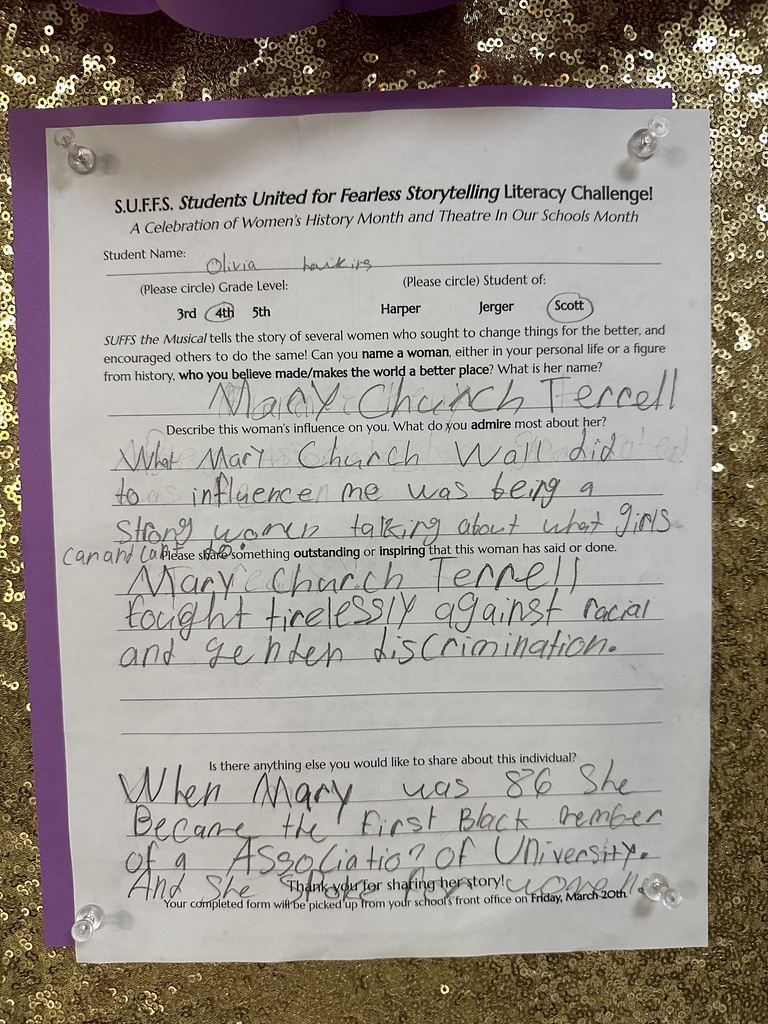 S.U.F.F.S. Students United for Fearless Storytelling Literacy Challenge!
A Celebration of Women's History Month and Theatre In Our Schools Month
Student Name: Olivia hawkins
(Please circle) Grade Level: (Please circle) Student of:
3rd 4th 5th Harper Jerger Scott
SUFFS the Musical tells the story of several women who sought to change things for the better, and
encouraged others to do the same! Can you name a woman, either in your personal life or a figure
from history, who you believe made/makes the world a better place? What is her name?
Mary Church Terrell
Describe this woman's influence on you. What do you admire most about her?
What Mary Church Wall did
to influence me was being a
Strong women talking about what girls
can and cant do.
Please share something outstanding or inspiring that this woman has said or done.
Mary Church Terrell
fought tirelessly against racial
and gender discrimination.
Is there anything else you would like to share about this individual?
When Mary was 86 She
Became the First Black member
of a Association of University.
And She Spoke women
Thank you for sharing her story!
Your completed form will be picked up from your school's front office on Friday, March 20th.